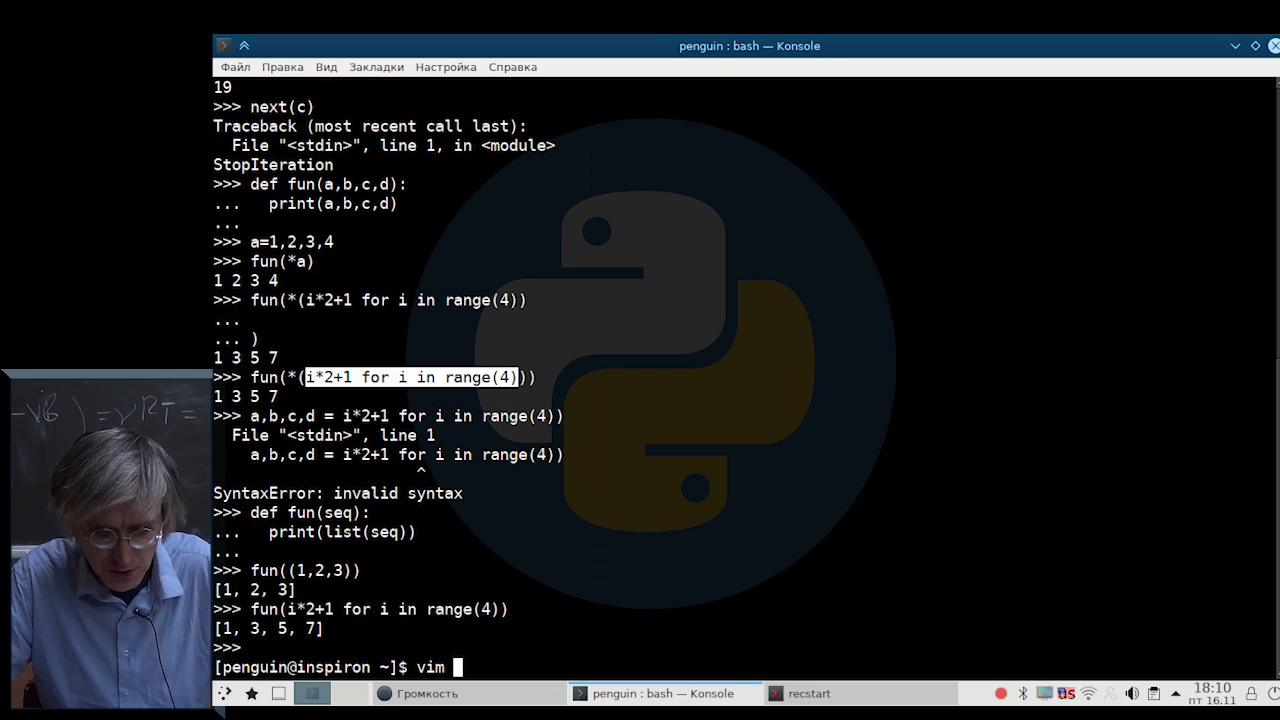 penguin : bash — Konsole
Файл Правка Вид Закладки Настройка Справка
19
>>> next(c)
Traceback (most recent call last):
  File "<stdin>", line 1, in <module>
StopIteration
>>> def fun(a,b,c,d):
...   print(a,b,c,d)
...
>>> a=1,2,3,4
>>> fun(*a)
1 2 3 4
>>> fun(*(i*2+1 for i in range(4))
...
... )
1 3 5 7
>>> fun(*(i*2+1 for i in range(4)))
1 3 5 7
>>> a,b,c,d = i*2+1 for i in range(4))
  File "<stdin>", line 1
    a,b,c,d = i*2+1 for i in range(4))
                      ^
SyntaxError: invalid syntax
>>> def fun(seq):
...   print(list(seq))
...
>>> fun((1,2,3))
[1, 2, 3]
>>> fun(i*2+1 for i in range(4))
[1, 3, 5, 7]
>>>
[penguin@inspiron ~]$ vim
Громкость
penguin : bash — Konsole
recstart
us
18:10
пт 16.11